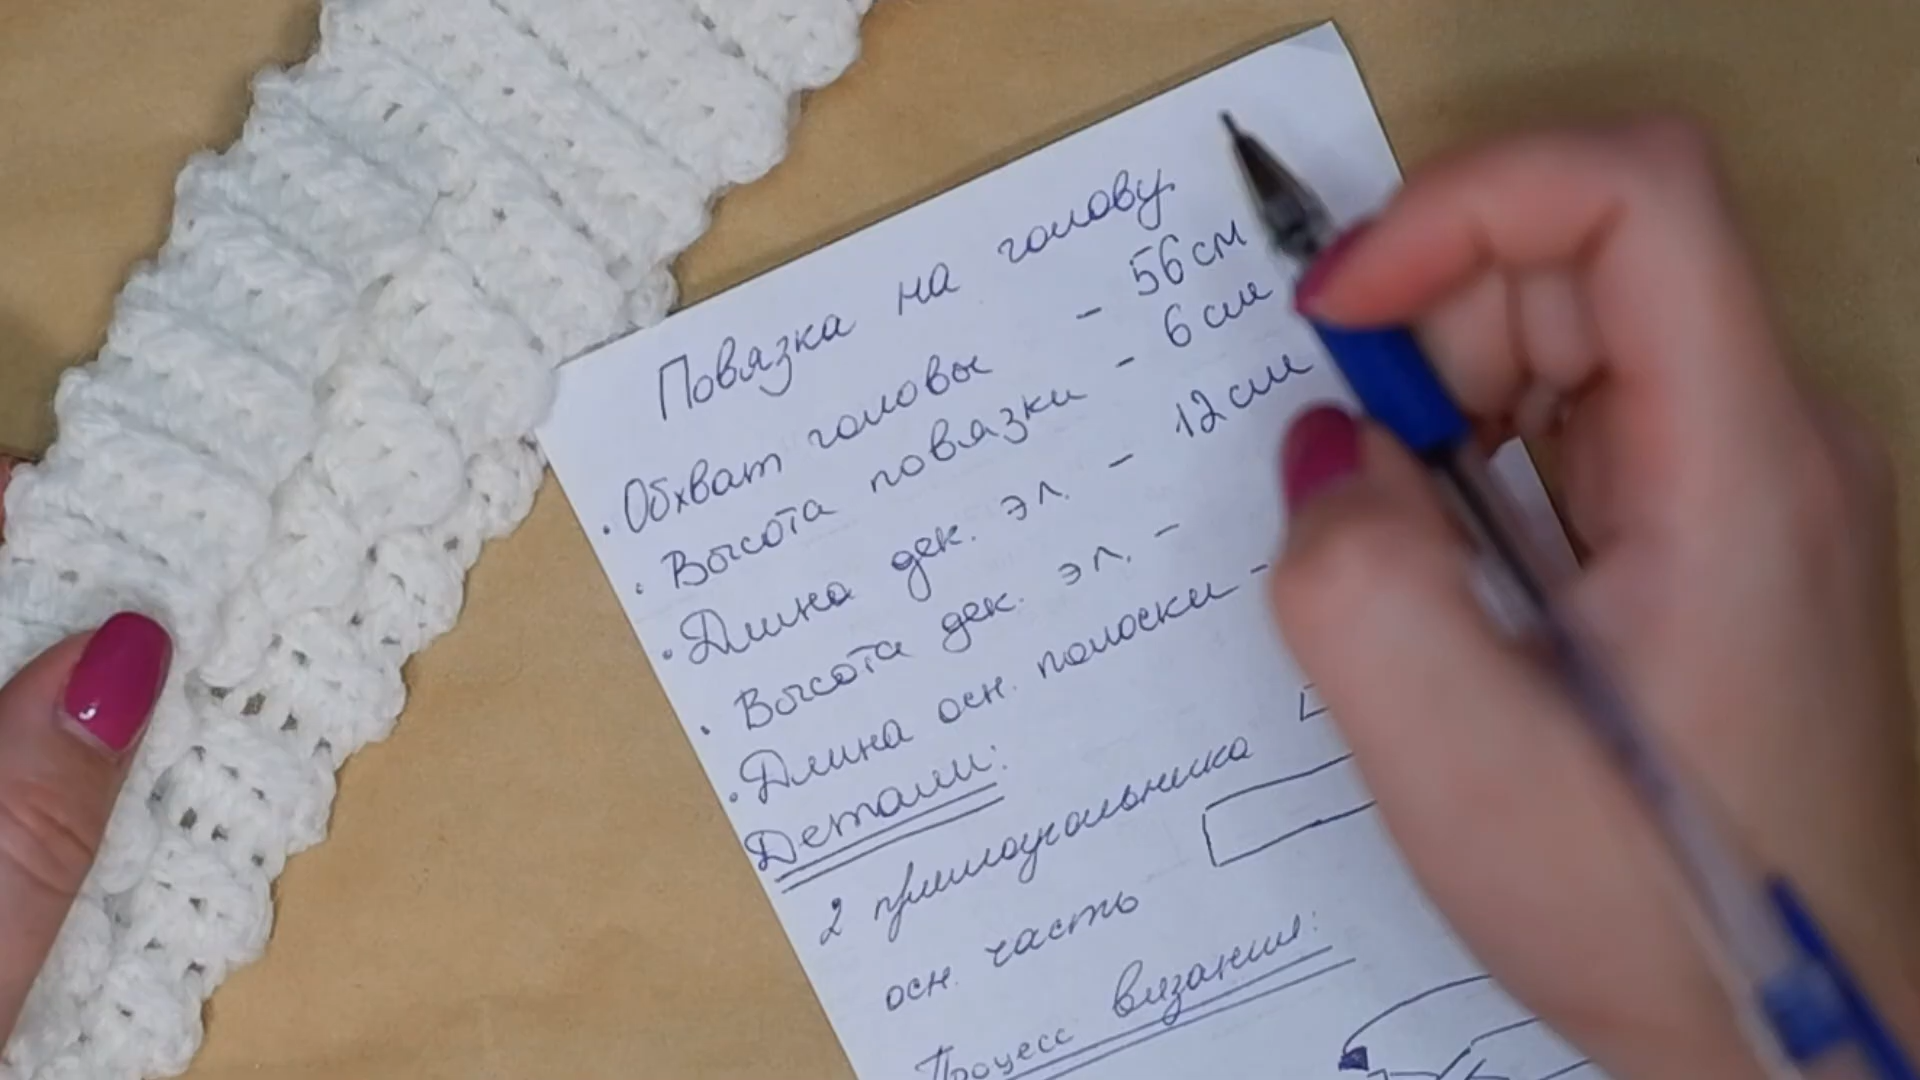 Повязка на голову
· Обхват головы - 56 см
· Высота повязки - 6 см
· Длина дек. эл. - 12 см
· Высота дек. эл. -
· Длина осн. полоски -
Детали:
2 прямоугольника
осн. часть
Процесс вязания: